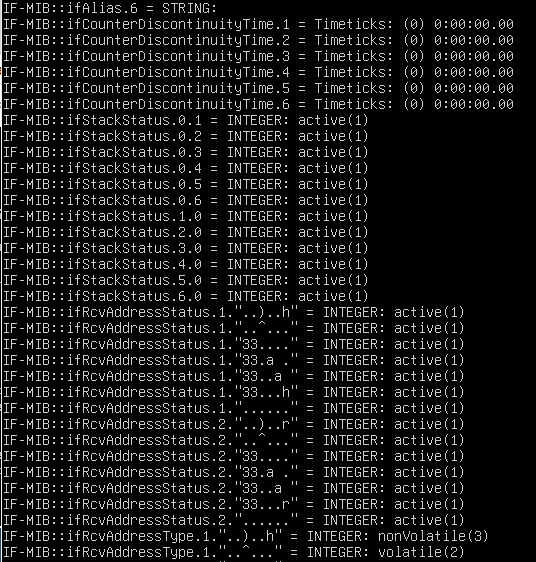 IF-MIB::ifAlias.6 = STRING:
IF-MIB::ifCounterDiscontinuityTime.1 = Timeticks: (0) 0:00:00.00
IF-MIB::ifCounterDiscontinuityTime.2 = Timeticks: (0) 0:00:00.00
IF-MIB::ifCounterDiscontinuityTime.3 = Timeticks: (0) 0:00:00.00
IF-MIB::ifCounterDiscontinuityTime.4 = Timeticks: (0) 0:00:00.00
IF-MIB::ifCounterDiscontinuityTime.5 = Timeticks: (0) 0:00:00.00
IF-MIB::ifCounterDiscontinuityTime.6 = Timeticks: (0) 0:00:00.00
IF-MIB::ifStackStatus.0.1 = INTEGER: active(1)
IF-MIB::ifStackStatus.0.2 = INTEGER: active(1)
IF-MIB::ifStackStatus.0.3 = INTEGER: active(1)
IF-MIB::ifStackStatus.0.4 = INTEGER: active(1)
IF-MIB::ifStackStatus.0.5 = INTEGER: active(1)
IF-MIB::ifStackStatus.0.6 = INTEGER: active(1)
IF-MIB::ifStackStatus.1.0 = INTEGER: active(1)
IF-MIB::ifStackStatus.2.0 = INTEGER: active(1)
IF-MIB::ifStackStatus.3.0 = INTEGER: active(1)
IF-MIB::ifStackStatus.4.0 = INTEGER: active(1)
IF-MIB::ifStackStatus.5.0 = INTEGER: active(1)
IF-MIB::ifStackStatus.6.0 = INTEGER: active(1)
IF-MIB::ifRcvAddressStatus.1."..)..h" = INTEGER: active(1)
IF-MIB::ifRcvAddressStatus.1."..^..." = INTEGER: active(1)
IF-MIB::ifRcvAddressStatus.1."33...." = INTEGER: active(1)
IF-MIB::ifRcvAddressStatus.1."33.a ." = INTEGER: active(1)
IF-MIB::ifRcvAddressStatus.1."33..a " = INTEGER: active(1)
IF-MIB::ifRcvAddressStatus.1."33...h" = INTEGER: active(1)
IF-MIB::ifRcvAddressStatus.1."......" = INTEGER: active(1)
IF-MIB::ifRcvAddressStatus.2."..)..r" = INTEGER: active(1)
IF-MIB::ifRcvAddressStatus.2."..^..." = INTEGER: active(1)
IF-MIB::ifRcvAddressStatus.2."33...." = INTEGER: active(1)
IF-MIB::ifRcvAddressStatus.2."33.a ." = INTEGER: active(1)
IF-MIB::ifRcvAddressStatus.2."33..a " = INTEGER: active(1)
IF-MIB::ifRcvAddressStatus.2."33...r" = INTEGER: active(1)
IF-MIB::ifRcvAddressStatus.2."......" = INTEGER: active(1)
IF-MIB::ifRcvAddressType.1."..)..h" = INTEGER: nonVolatile(3)
IF-MIB::ifRcvAddressType.1."..^..." = INTEGER: volatile(2)